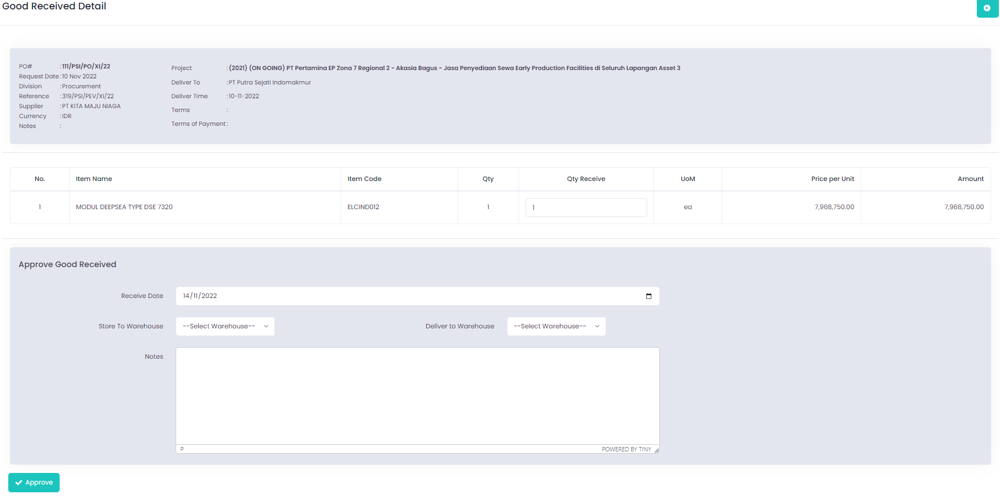 Good Received Detail
PO# : 111/PSI/PO/XI/22
Request Date : 10 Nov 2022
Division : Procurement
Reference : 319/PSI/PEV/XI/22
Supplier : PT KITA MAJU NIAGA
Currency : IDR
Notes :
Project : (2021) (ON GOING) PT Pertamina EP Zona 7 Regional 2 - Akasia Bagus - Jasa Penyediaan Sewa Early Production Facilities di Seluruh Lapangan Asset 3
Deliver To : PT Putra Sejati Indomakmur
Deliver Time : 10-11-2022
Terms :
Terms of Payment :
No. Item Name Item Code Qty Qty Receive UoM Price per Unit Amount
1 MODUL DEEPSEA TYPE DSE 7320 ELCIND012 1 1 ea 7,968,750.00 7,968,750.00
Approve Good Received
Receive Date 14/11/2022
Store To Warehouse --Select Warehouse-- Deliver to Warehouse --Select Warehouse--
Notes
P POWERED BY TINY
Approve